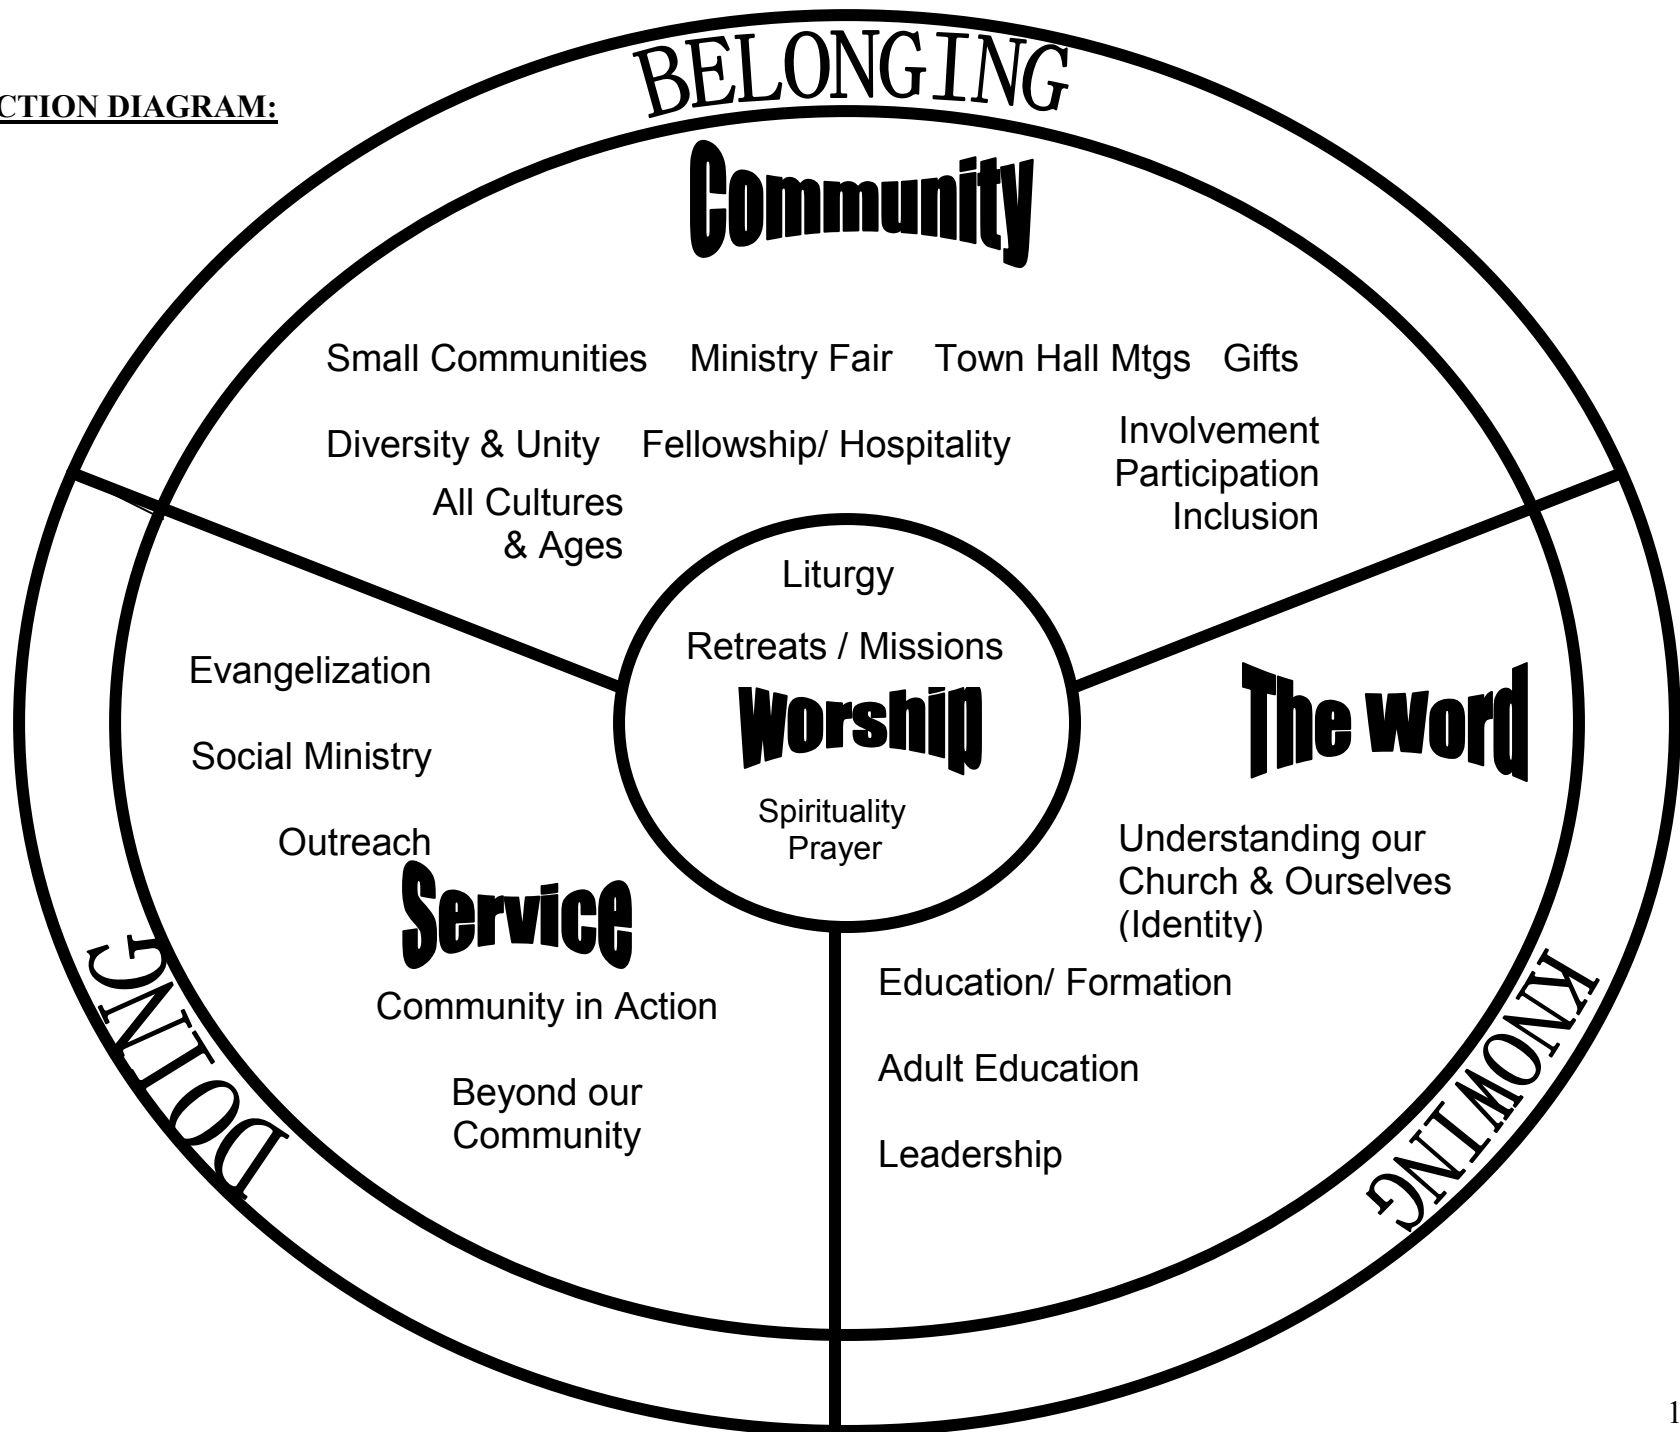 BELONGING
CTION DIAGRAM:
Community
Small Communities Ministry Fair Town Hall Mtgs Gifts
Diversity & Unity Fellowship/ Hospitality
All Cultures
& Ages
Involvement
Participation
Inclusion
Liturgy
Retreats / Missions
Worship
Spirituality
Prayer
Evangelization
Social Ministry
Outreach
Service
Community in Action
Beyond our
Community
DOING
The Word
Understanding our
Church & Ourselves
(Identity)
Education/ Formation
Adult Education
Leadership
KNOWING
1